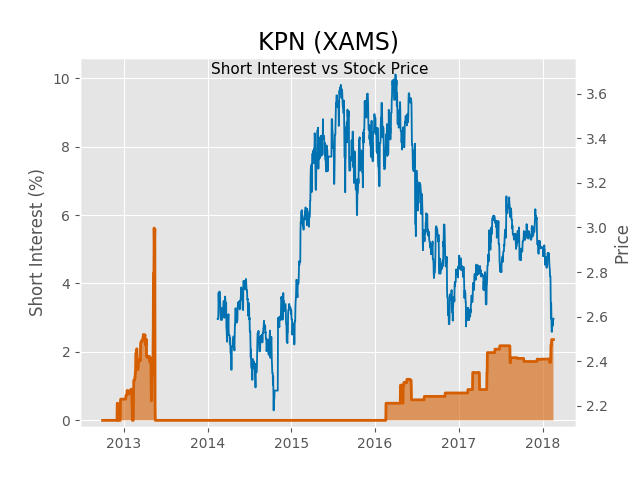 KPN (XAMS)
Short Interest vs Stock Price
10
8
6
4
2
0
Short Interest (%)
3.6
3.4
3.2
3.0
2.8
2.6
2.4
2.2
Price
2013 2014 2015 2016 2017 2018